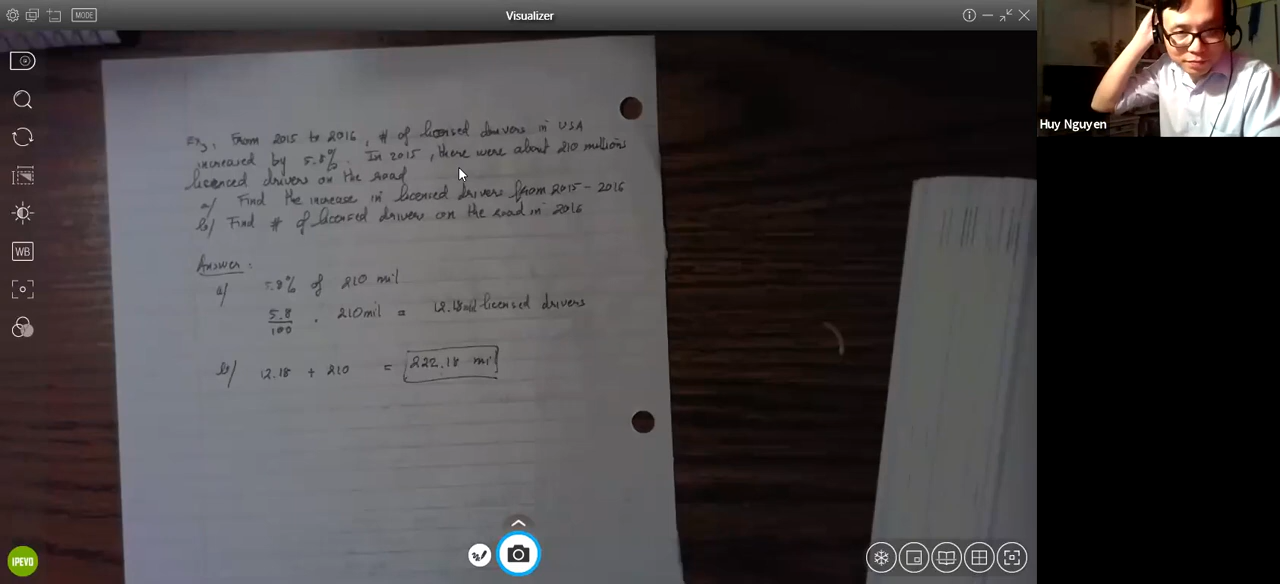 MODE
Visualizer
Huy Nguyen
Ex3, From 2015 to 2016, # of licensed drivers in USA
increased by 5.8%. In 2015, there were about 210 millions
licenced drivers on the road
a/ Find the increase in licenced drivers from 2015 - 2016
b/ Find # of licensed drivers on the road in 2016
Answer:
a/ 5.8% of 210 mil
5.8
100
. 210mil = 12.18mil licensed drivers
b/ 12.18 + 210 = 222.18 mil
WB
IPEVO